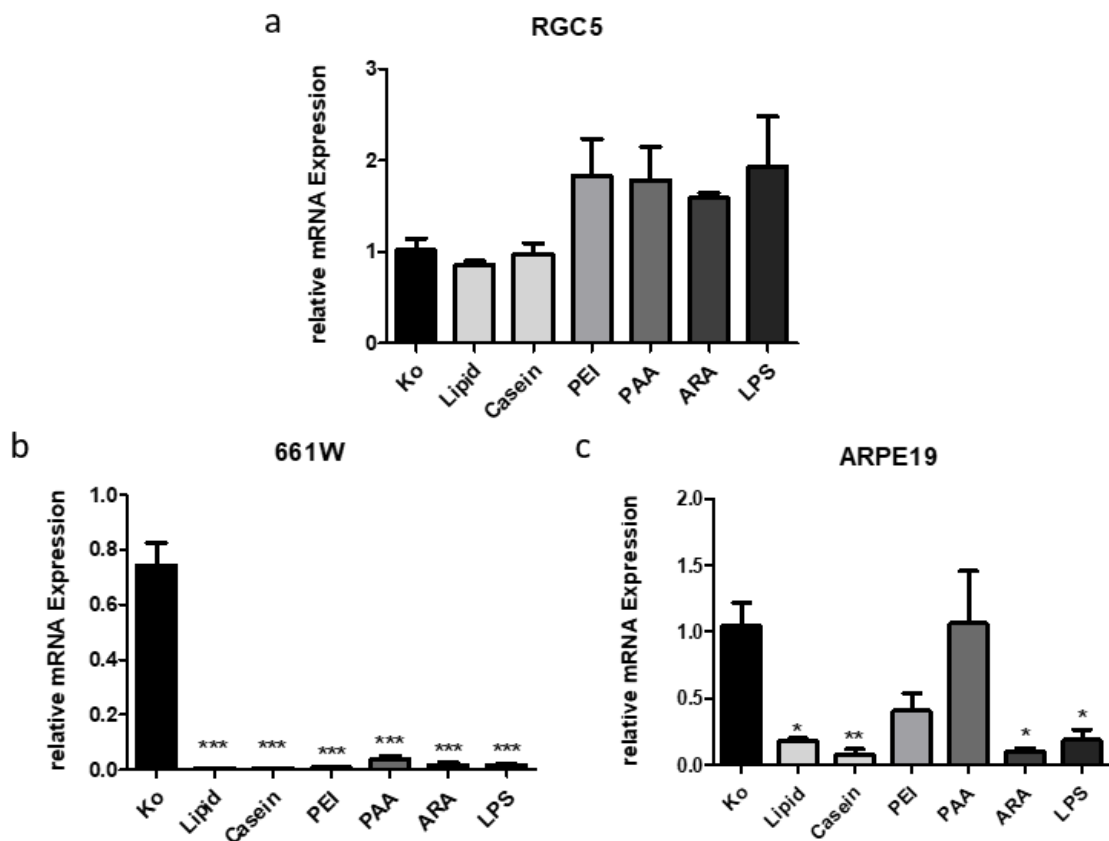 a
RGC5
relative mRNA Expression
3
2
1
0
Ko
Lipid
Casein
PEI
PAA
ARA
LPS
b
661W
relative mRNA Expression
1.0
0.8
0.6
0.4
0.2
0.0
***
***
***
***
***
***
Ko
Lipid
Casein
PEI
PAA
ARA
LPS
c
ARPE19
relative mRNA Expression
2.0
1.5
1.0
0.5
0.0
*
**
*
*
Ko
Lipid
Casein
PEI
PAA
ARA
LPS